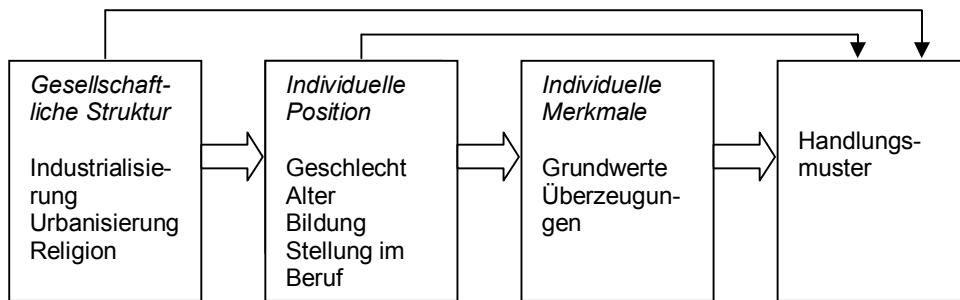 Gesellschaft-
liche Struktur
Industrialisie-
rung
Urbanisierung
Religion
Individuelle
Position
Geschlecht
Alter
Bildung
Stellung im
Beruf
Individuelle
Merkmale
Grundwerte
Überzeugun-
gen
Handlungs-
muster